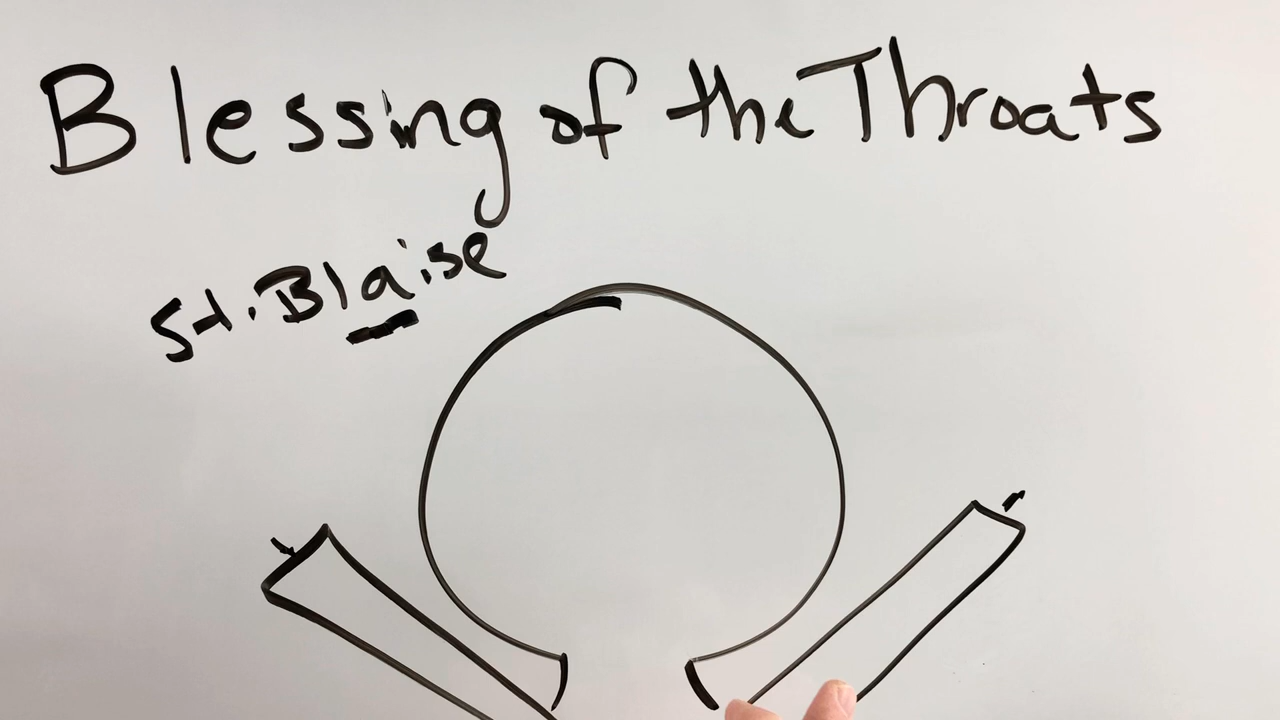 Blessing of the Throats
St. Blaise